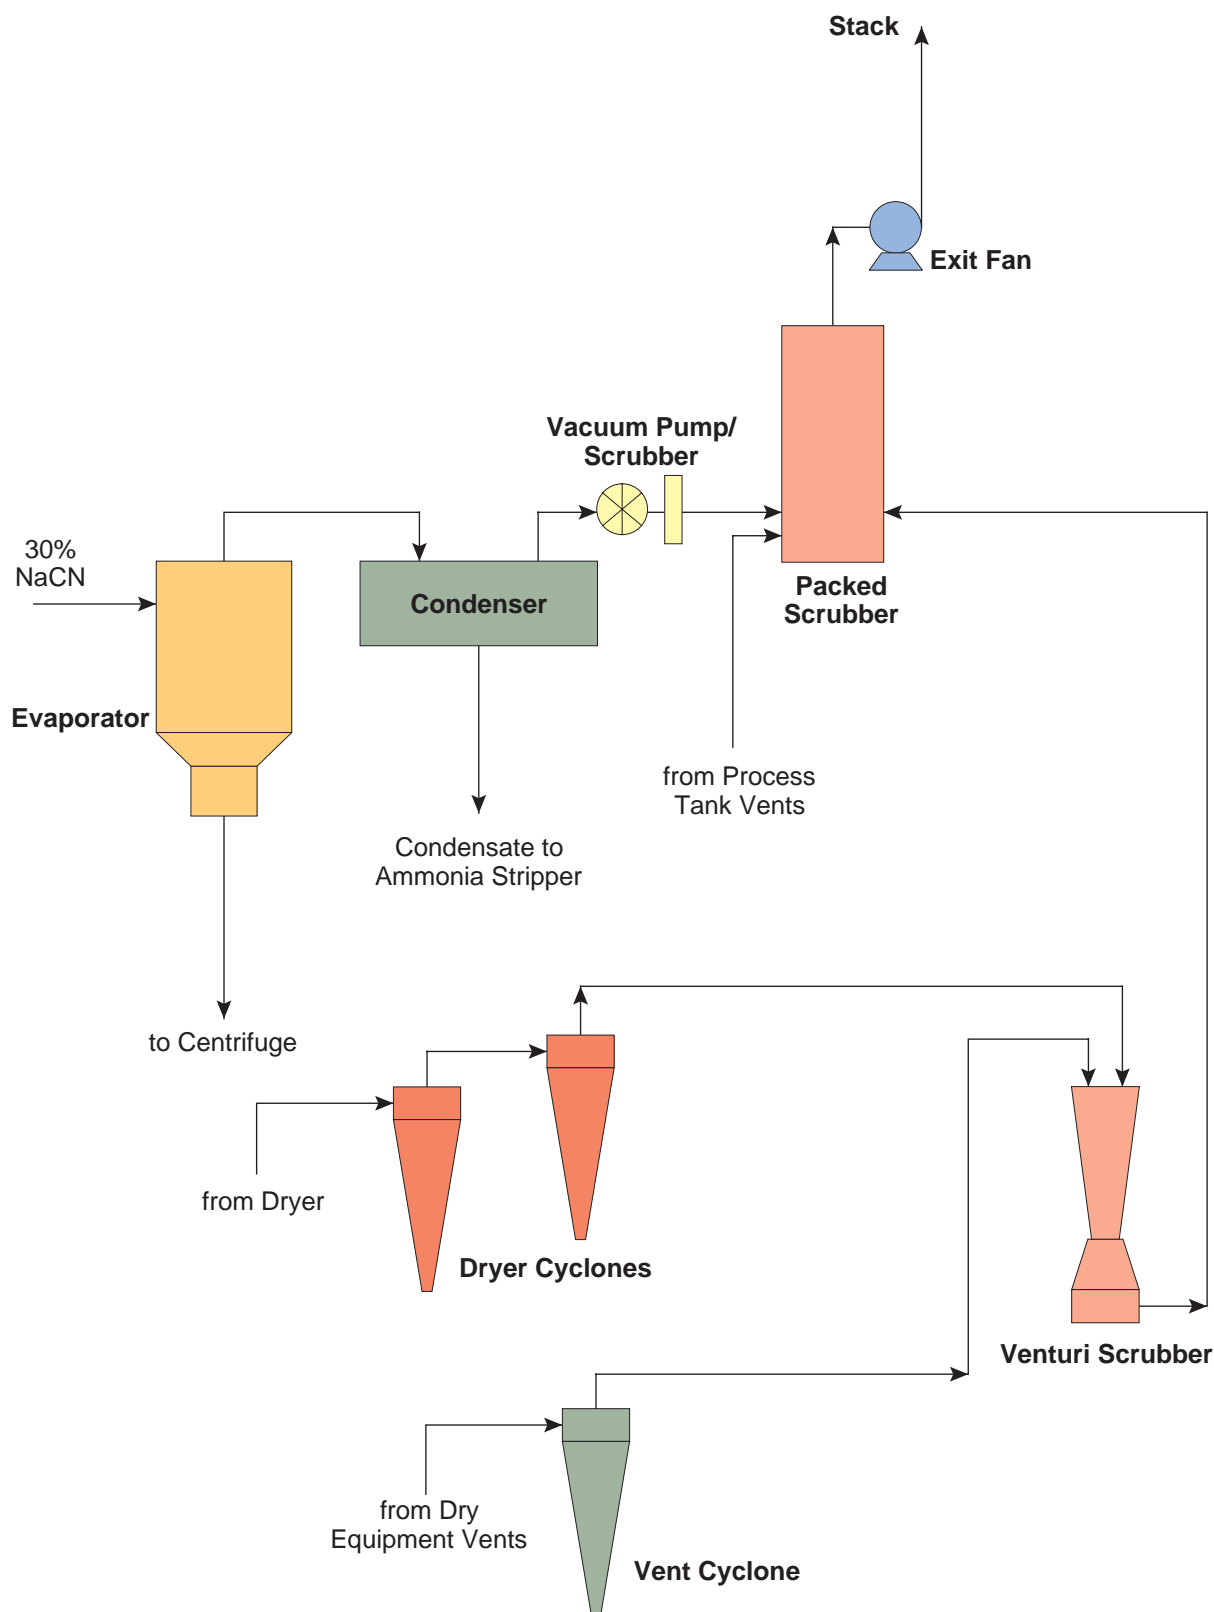 Stack
Exit Fan
Vacuum Pump/
Scrubber
30%
NaCN
Condenser
Packed
Scrubber
Evaporator
from Process
Tank Vents
Condensate to
Ammonia Stripper
to Centrifuge
from Dryer
Dryer Cyclones
Venturi Scrubber
from Dry
Equipment Vents
Vent Cyclone